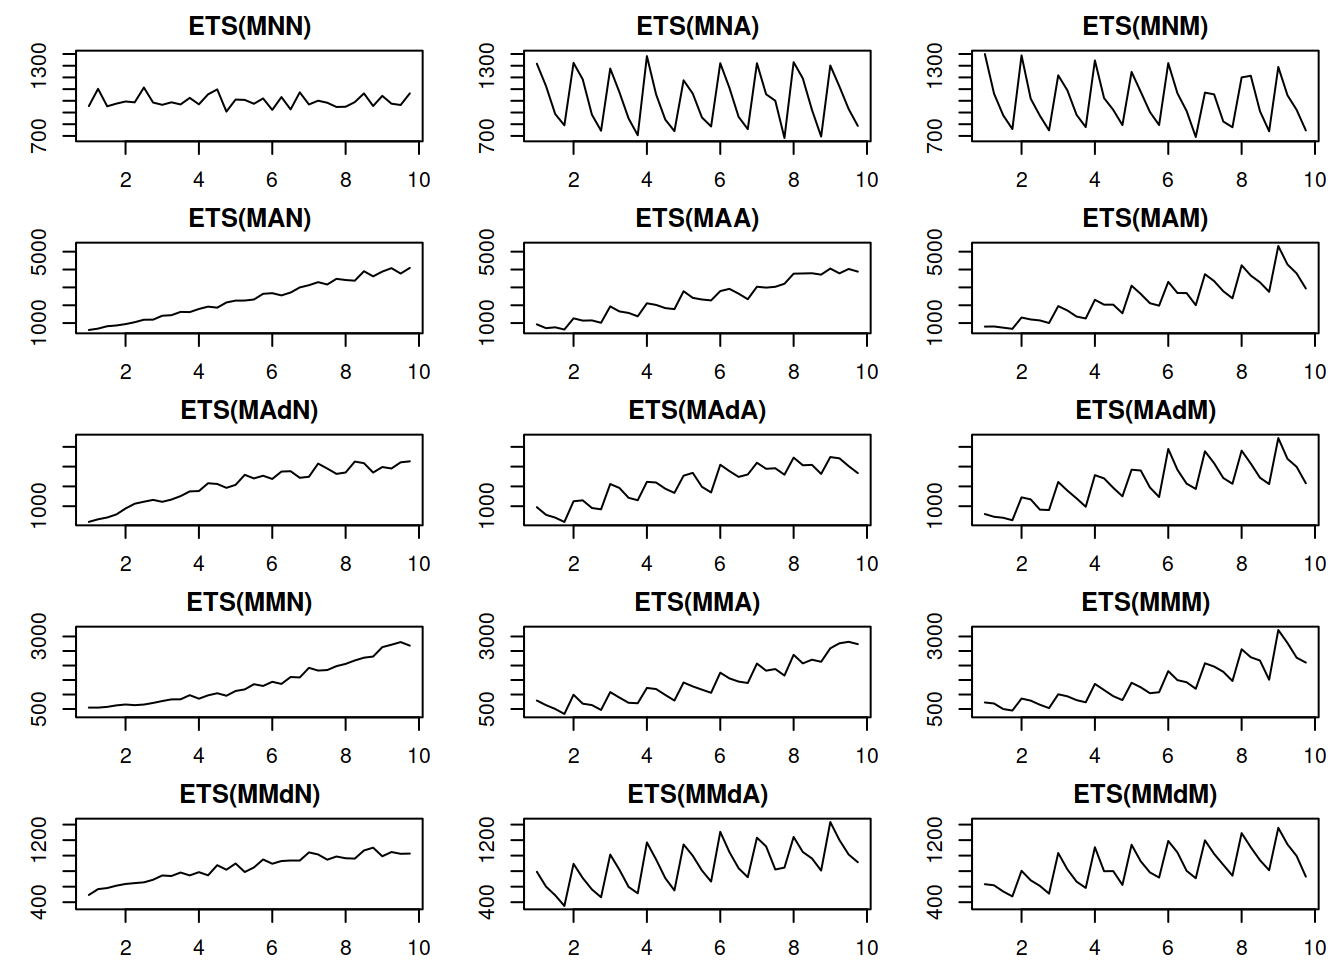 ETS(MNN) ETS(MNA) ETS(MNM)
700 1300 700 1300 700 1300
2 4 6 8 10 2 4 6 8 10 2 4 6 8 10
ETS(MAN) ETS(MAA) ETS(MAM)
1000 5000 1000 5000 1000 5000
2 4 6 8 10 2 4 6 8 10 2 4 6 8 10
ETS(MAdN) ETS(MAdA) ETS(MAdM)
1000 1000 1000
2 4 6 8 10 2 4 6 8 10 2 4 6 8 10
ETS(MMN) ETS(MMA) ETS(MMM)
500 3000 500 3000 500 3000
2 4 6 8 10 2 4 6 8 10 2 4 6 8 10
ETS(MMdN) ETS(MMdA) ETS(MMdM)
400 1200 400 1200 400 1200
2 4 6 8 10 2 4 6 8 10 2 4 6 8 10